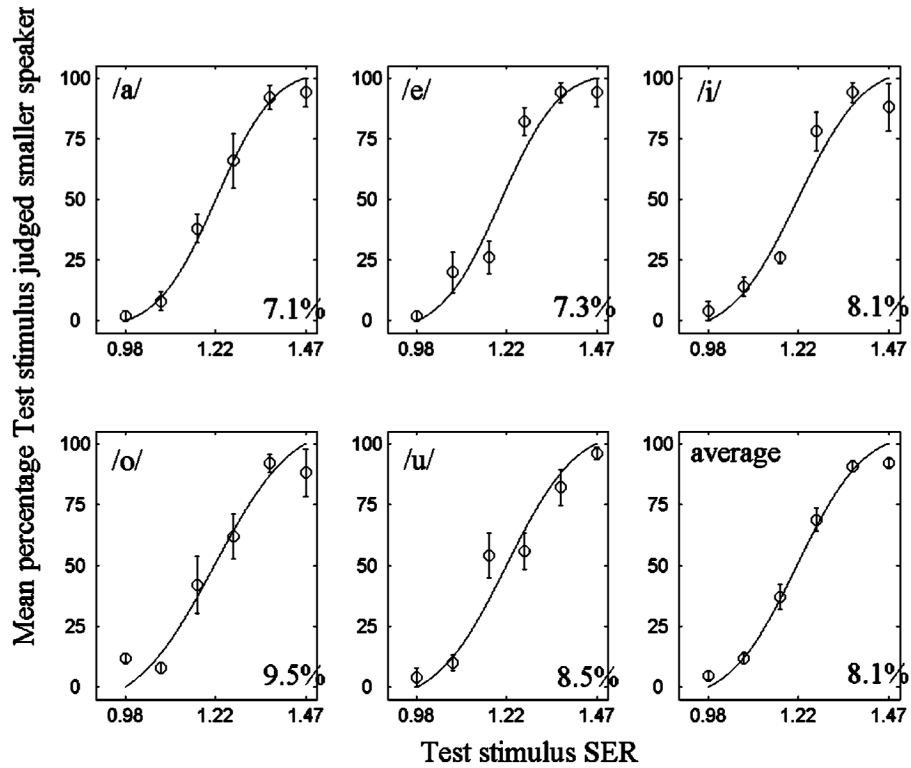 Mean percentage Test stimulus judged smaller speaker
/a/
100
75
50
25
0
7.1%
0.98 1.22 1.47
/e/
100
75
50
25
0
7.3%
0.98 1.22 1.47
/i/
100
75
50
25
0
8.1%
0.98 1.22 1.47
/o/
100
75
50
25
0
9.5%
0.98 1.22 1.47
/u/
100
75
50
25
0
8.5%
0.98 1.22 1.47
average
100
75
50
25
0
8.1%
0.98 1.22 1.47
Test stimulus SER